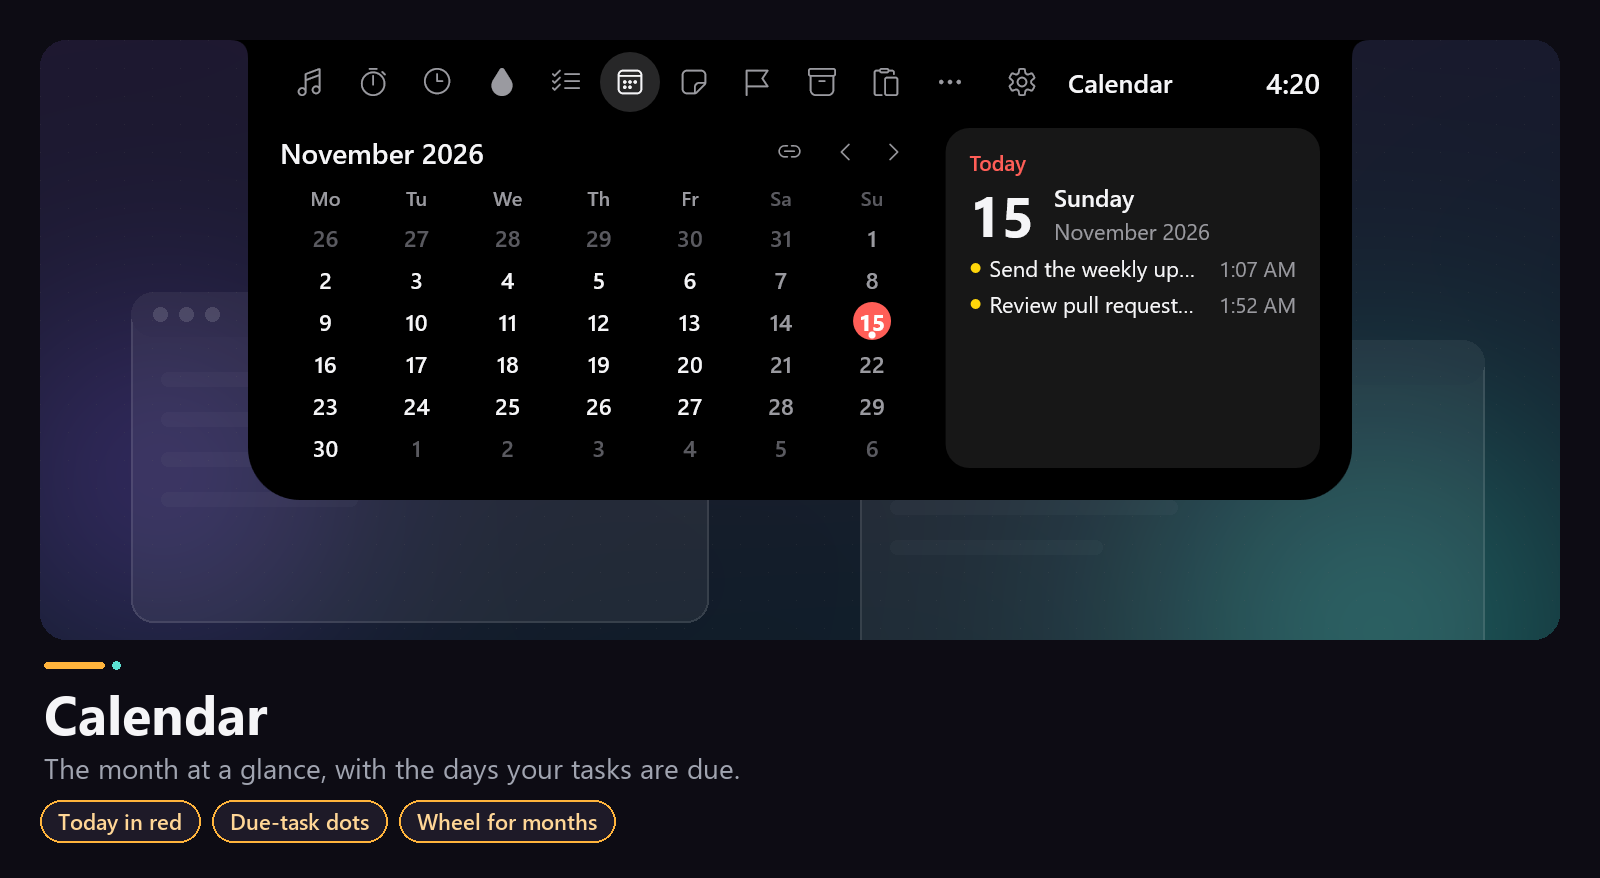 Calendar 4:20
November 2026
Mo Tu We Th Fr Sa Su
26 27 28 29 30 31 1
2 3 4 5 6 7 8
9 10 11 12 13 14 15
16 17 18 19 20 21 22
23 24 25 26 27 28 29
30 1 2 3 4 5 6
Today
15 Sunday
November 2026
Send the weekly up... 1:07 AM
Review pull request... 1:52 AM
Calendar
The month at a glance, with the days your tasks are due.
Today in red Due-task dots Wheel for months